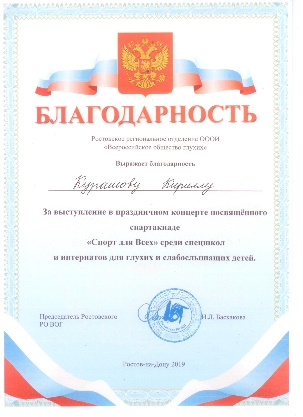 БЛАГОДАРНОСТЬ
Ростовское региональное отделение ОООИ
«Всероссийское общество глухих»
Выражает благодарность
Курашову Кириллу
За выступление в праздничном концерте посвящённого
спартакиаде
«Спорт для Всех» среди спецшкол
и интернатов для глухих и слабослышащих детей.
Председатель Ростовского
РО ВОГ
И.Л. Баскакова
Ростов-на-Дону 2019